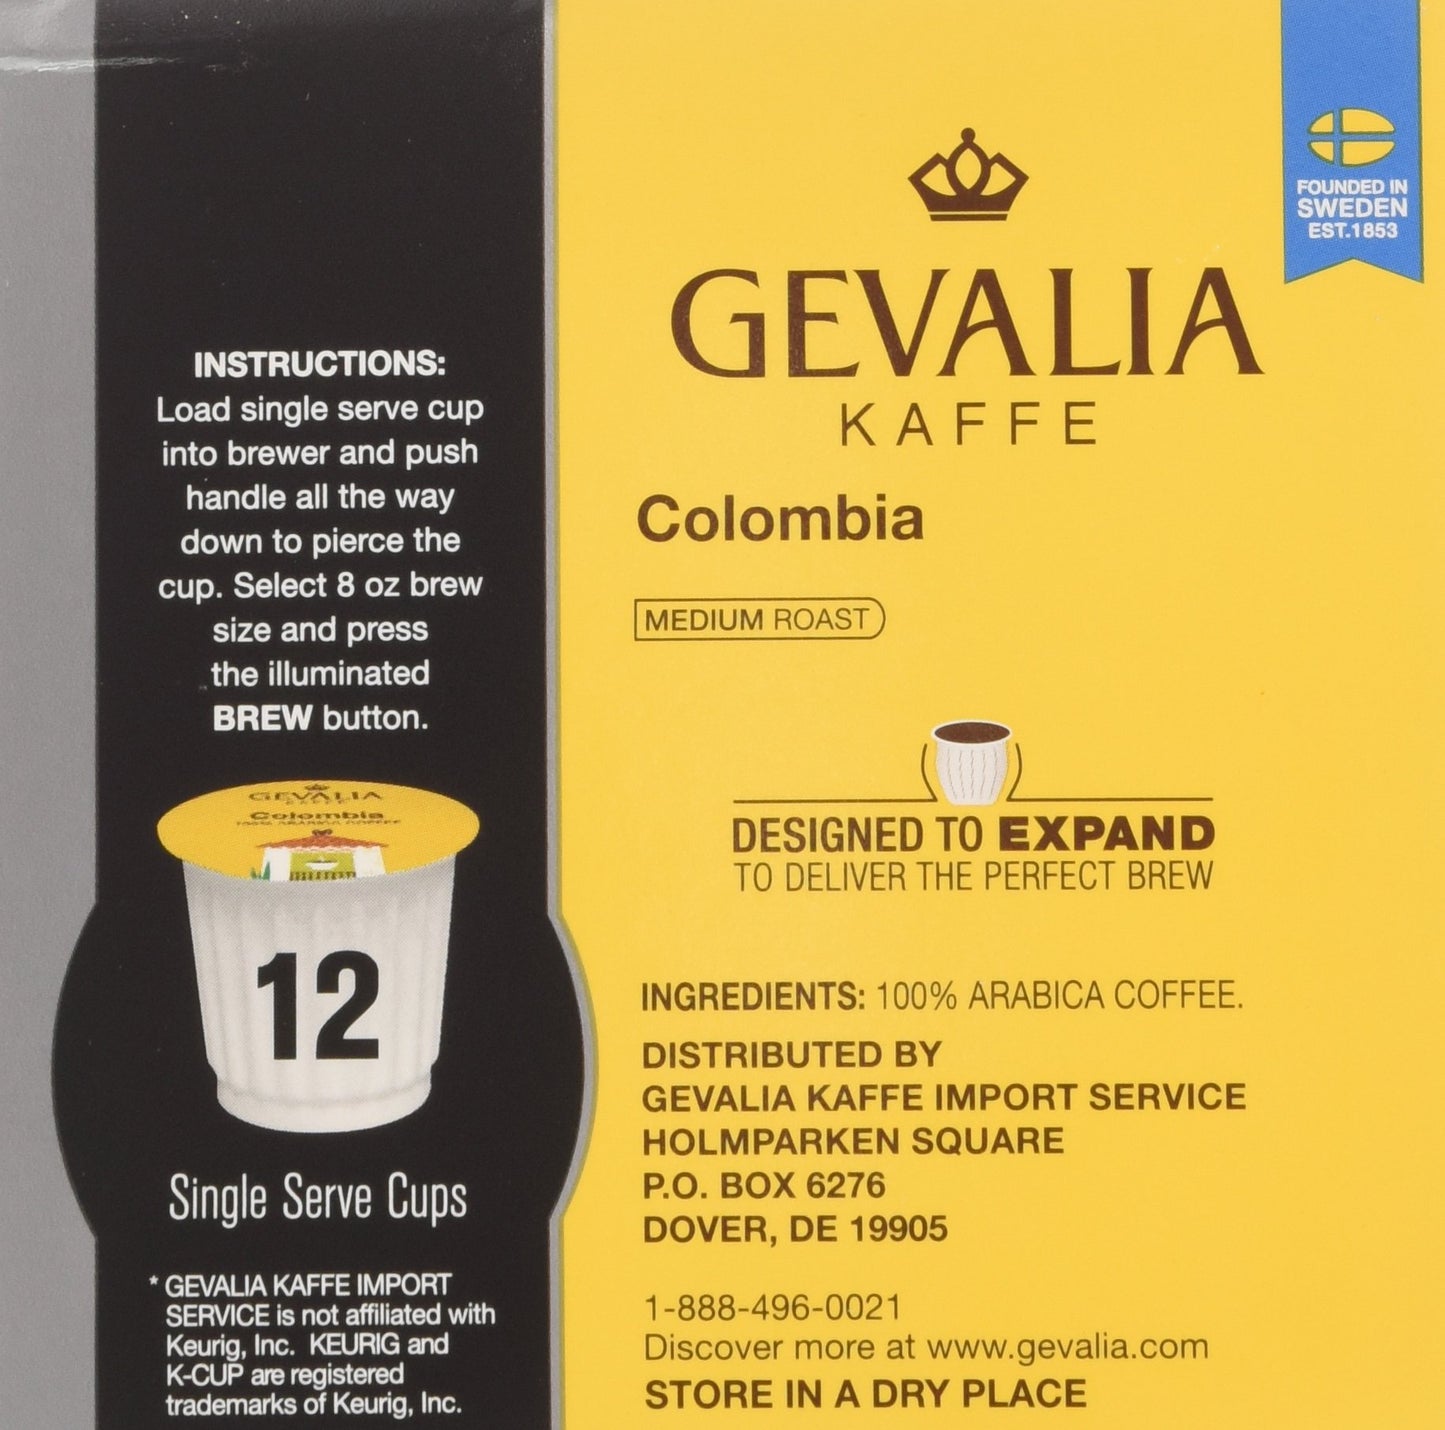 INSTRUCTIONS:
Load single serve cup
into brewer and push
handle all the way
down to pierce the
cup. Select 8 oz brew
size and press
the illuminated
BREW button.
GEVALIA
KAFFE
Colombia
100% ARABICA COFFEE
12
Single Serve Cups
* GEVALIA KAFFE IMPORT
SERVICE is not affiliated with
Keurig, Inc. KEURIG and
K-CUP are registered
trademarks of Keurig, Inc.
FOUNDED IN
SWEDEN
EST.1853
GEVALIA
KAFFE
Colombia
MEDIUM ROAST
DESIGNED TO EXPAND
TO DELIVER THE PERFECT BREW
INGREDIENTS: 100% ARABICA COFFEE.
DISTRIBUTED BY
GEVALIA KAFFE IMPORT SERVICE
HOLMPARKEN SQUARE
P.O. BOX 6276
DOVER, DE 19905
1-888-496-0021
Discover more at www.gevalia.com
STORE IN A DRY PLACE